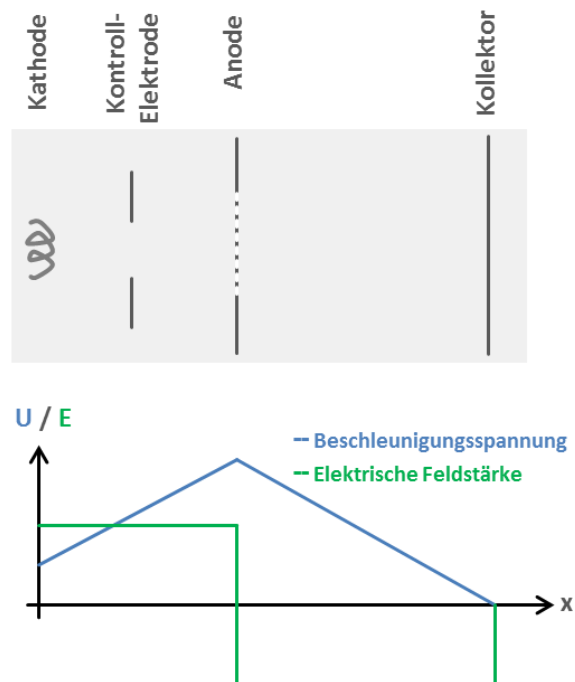 Kathode
Kontroll-
Elektrode
Anode
Kollektor
U / E
-- Beschleunigungsspannung
-- Elektrische Feldstärke
x